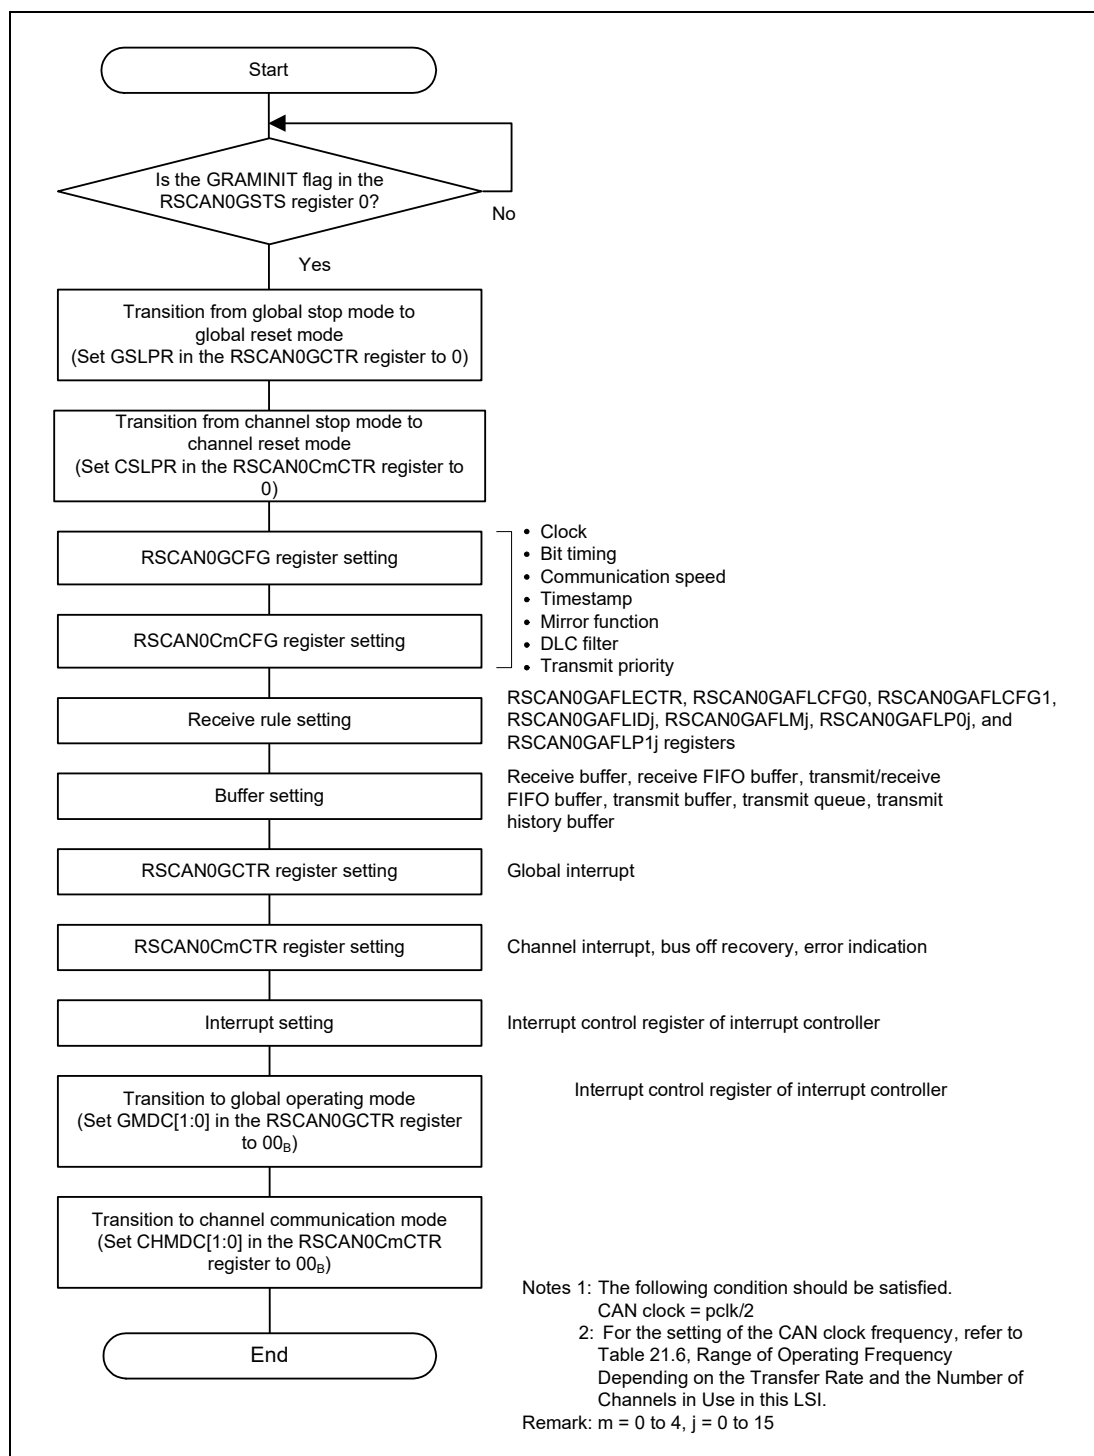 Start
Is the GRAMINIT flag in the
RSCAN0GSTS register 0?
No
Yes
Transition from global stop mode to
global reset mode
(Set GSLPR in the RSCAN0GCTR register to 0)
Transition from channel stop mode to
channel reset mode
(Set CSLPR in the RSCAN0CmCTR register to
0)
RSCAN0GCFG register setting
RSCAN0CmCFG register setting
• Clock
• Bit timing
• Communication speed
• Timestamp
• Mirror function
• DLC filter
• Transmit priority
Receive rule setting
RSCAN0GAFLECTR, RSCAN0GAFLCFG0, RSCAN0GAFLCFG1,
RSCAN0GAFLIDj, RSCAN0GAFLMj, RSCAN0GAFLP0j, and
RSCAN0GAFLP1j registers
Buffer setting
Receive buffer, receive FIFO buffer, transmit/receive
FIFO buffer, transmit buffer, transmit queue, transmit
history buffer
RSCAN0GCTR register setting
Global interrupt
RSCAN0CmCTR register setting
Channel interrupt, bus off recovery, error indication
Interrupt setting
Interrupt control register of interrupt controller
Transition to global operating mode
(Set GMDC[1:0] in the RSCAN0GCTR register
to 00B)
Interrupt control register of interrupt controller
Transition to channel communication mode
(Set CHMDC[1:0] in the RSCAN0CmCTR
register to 00B)
End
Notes 1: The following condition should be satisfied.
CAN clock = pclk/2
2: For the setting of the CAN clock frequency, refer to
Table 21.6, Range of Operating Frequency
Depending on the Transfer Rate and the Number of
Channels in Use in this LSI.
Remark: m = 0 to 4, j = 0 to 15